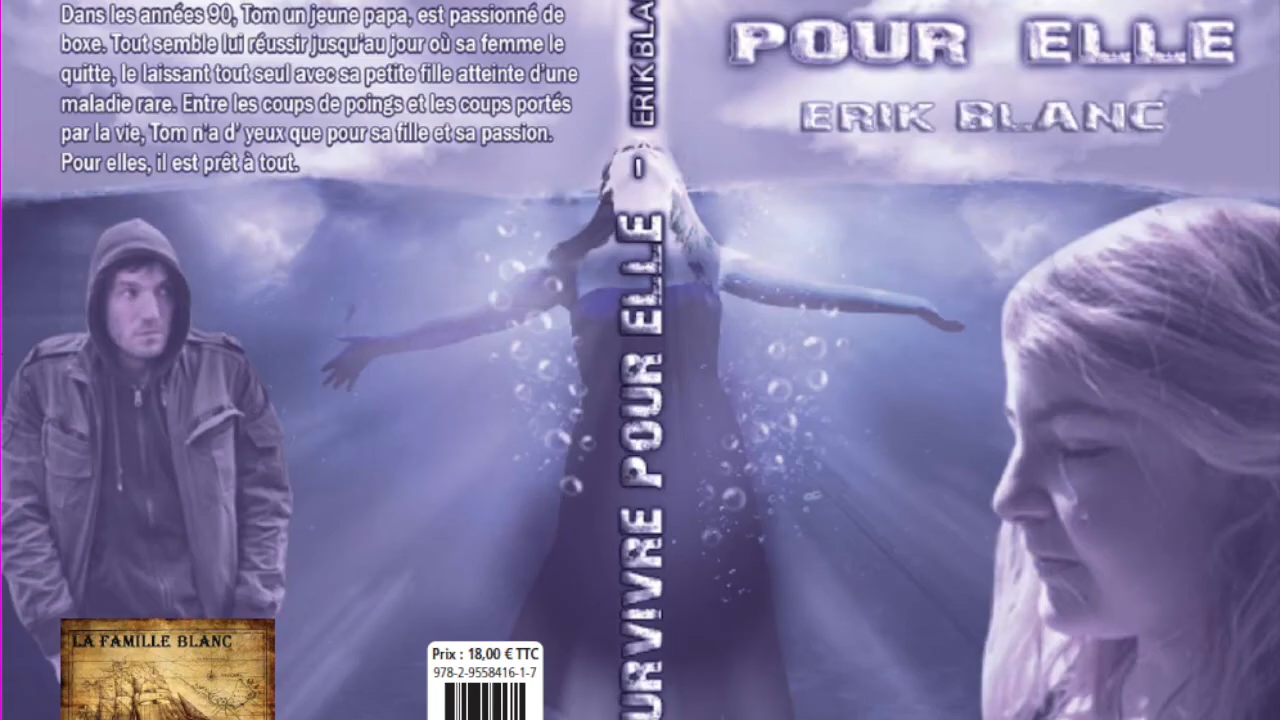 Dans les années 90, Tom un jeune papa, est passionné de
boxe. Tout semble lui réussir jusqu'au jour où sa femme le
quitte, le laissant tout seul avec sa petite fille atteinte d'une
maladie rare. Entre les coups de poings et les coups portés
par la vie, Tom n'a d' yeux que pour sa fille et sa passion.
Pour elles, il est prêt à tout.
LA FAMILLE BLANC
Prix : 18,00 € TTC
978-2-9558416-1-7
URVIVRE POUR ELLE - ERIK BLA
POUR ELLE
ERIK BLANC